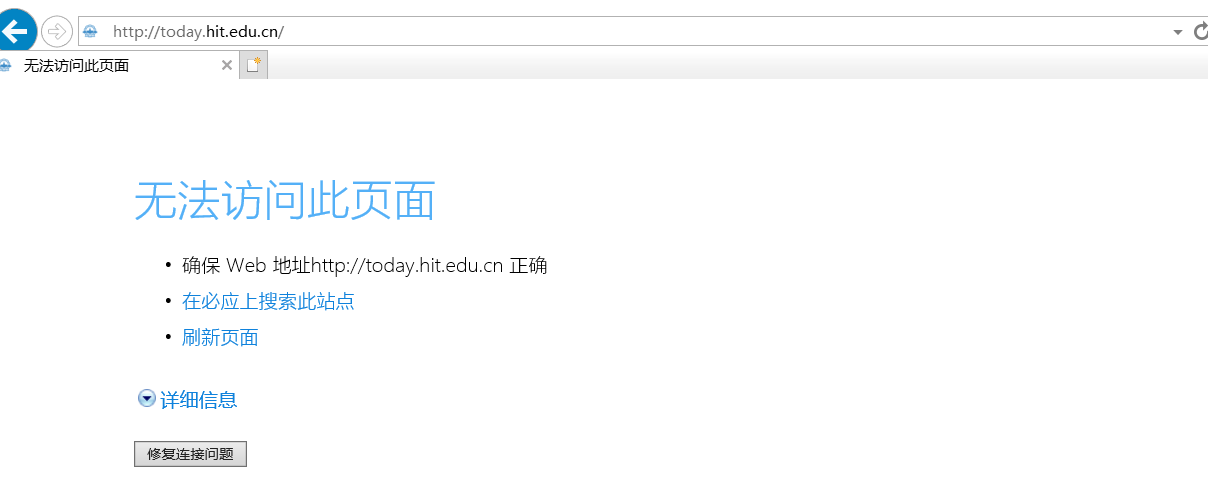 http://today.hit.edu.cn/
无法访问此页面
无法访问此页面
• 确保 Web 地址http://today.hit.edu.cn 正确
• 在必应上搜索此站点
• 刷新页面
详细信息
修复连接问题